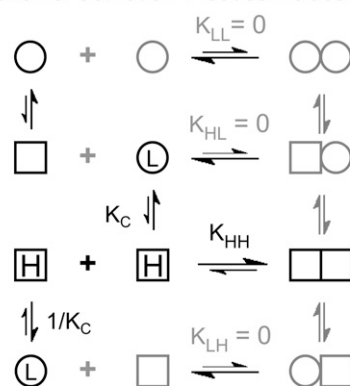 K_LL = 0
+
K_HL = 0
+ L
K_C
K_HH
H + H
1/K_C
K_LH = 0
L +